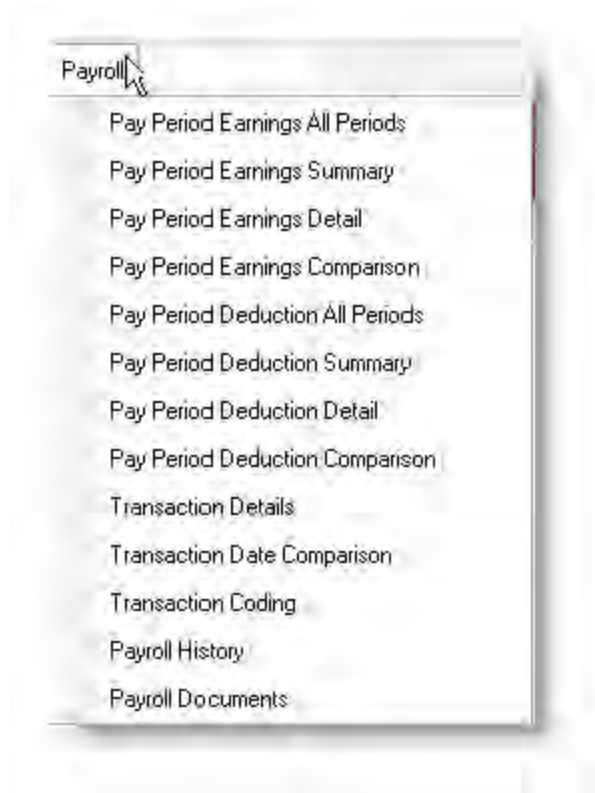 Payroll
Pay Period Earnings All Periods
Pay Period Earnings Summary
Pay Period Earnings Detail
Pay Period Earnings Comparison
Pay Period Deduction All Periods
Pay Period Deduction Summary
Pay Period Deduction Detail
Pay Period Deduction Comparison
Transaction Details
Transaction Date Comparison
Transaction Coding
Payroll History
Payroll Documents